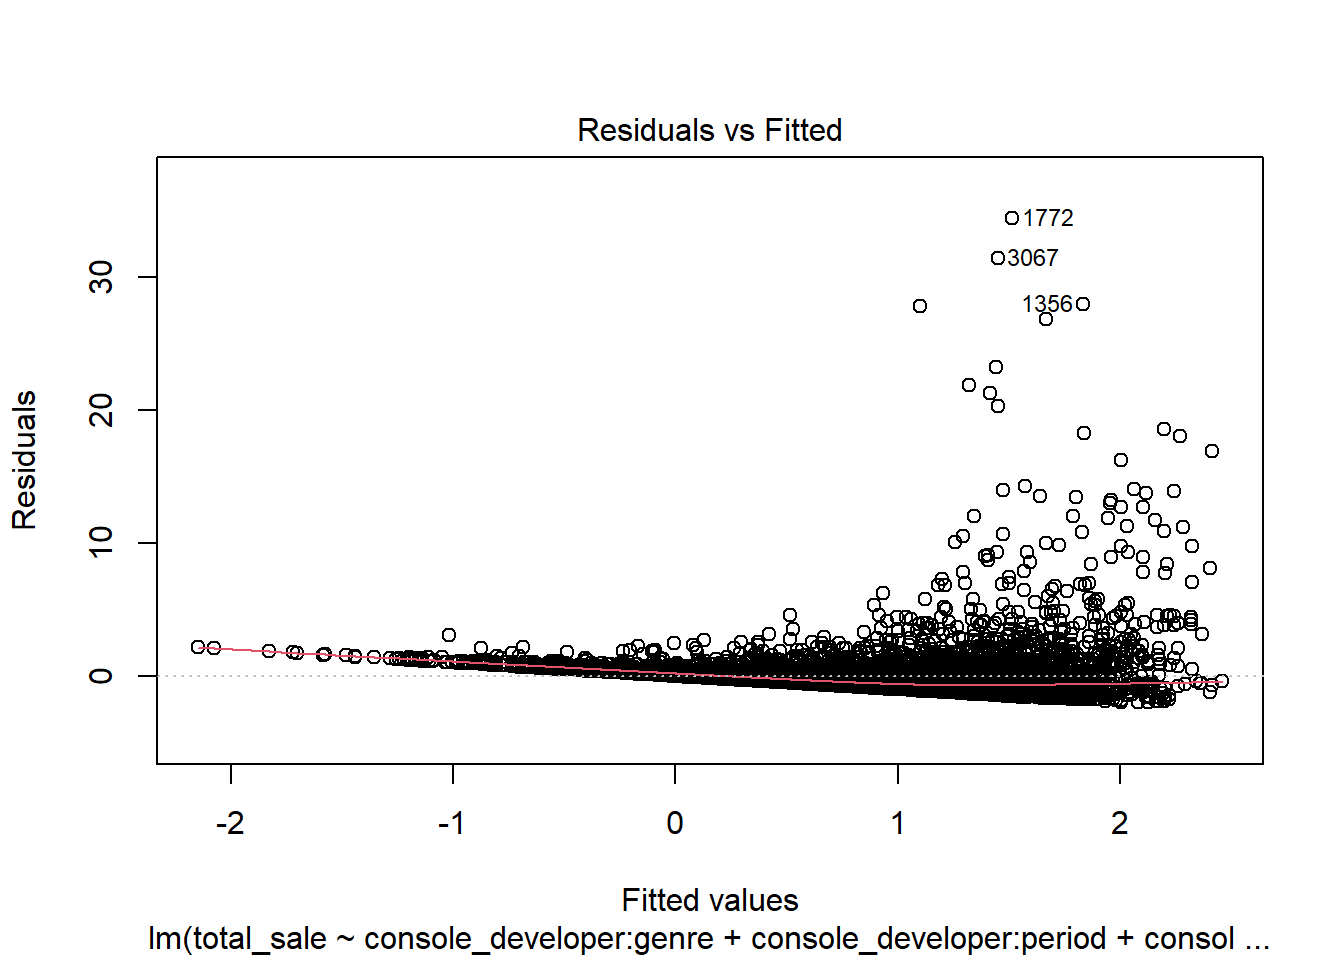 Residuals vs Fitted
1772
3067
1356
30
20
10
0
Residuals
-2 -1 0 1 2
Fitted values
lm(total_sale ~ console_developer:genre + console_developer:period + consol ...